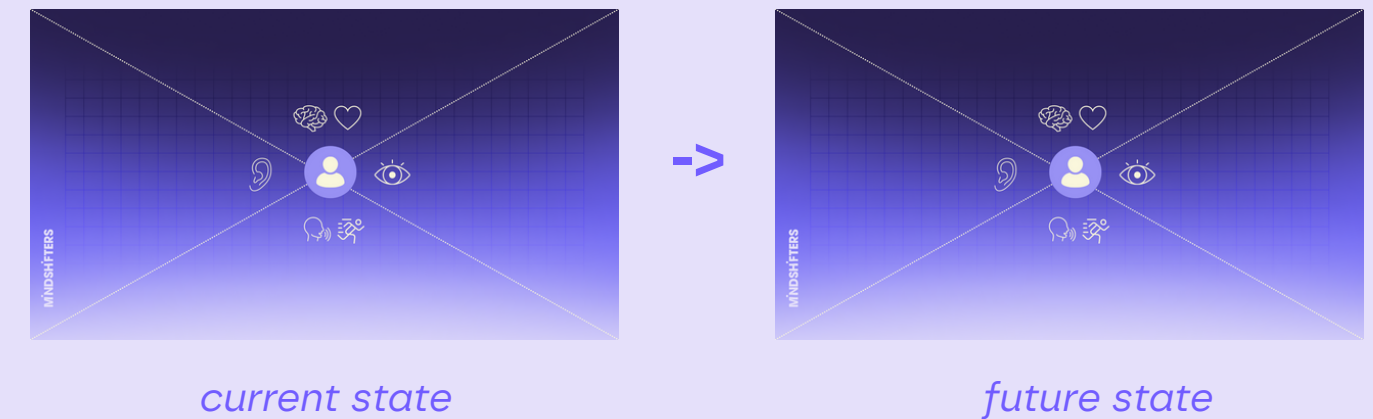 ->
MINDSHIFTERS
MINDSHIFTERS
current state
future state